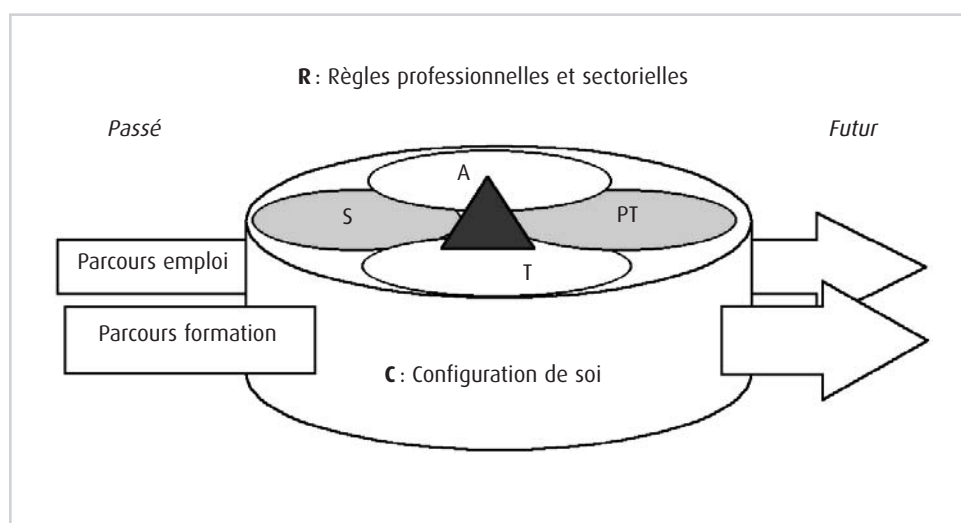 R : Règles professionnelles et sectorielles
Passé
Futur
A
S
PT
T
Parcours emploi
Parcours formation
C : Configuration de soi